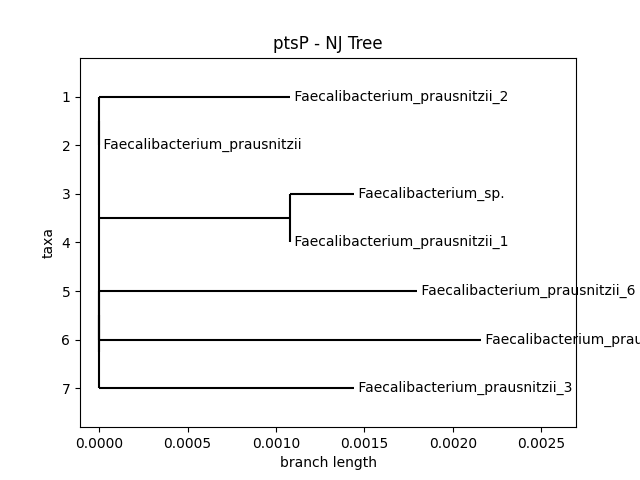 ptsP - NJ Tree
1
Faecalibacterium_prausnitzii_2
2
Faecalibacterium_prausnitzii
3
Faecalibacterium_sp.
4
Faecalibacterium_prausnitzii_1
5
Faecalibacterium_prausnitzii_6
6
Faecalibacterium_prau
7
Faecalibacterium_prausnitzii_3
taxa
0.0000 0.0005 0.0010 0.0015 0.0020 0.0025
branch length